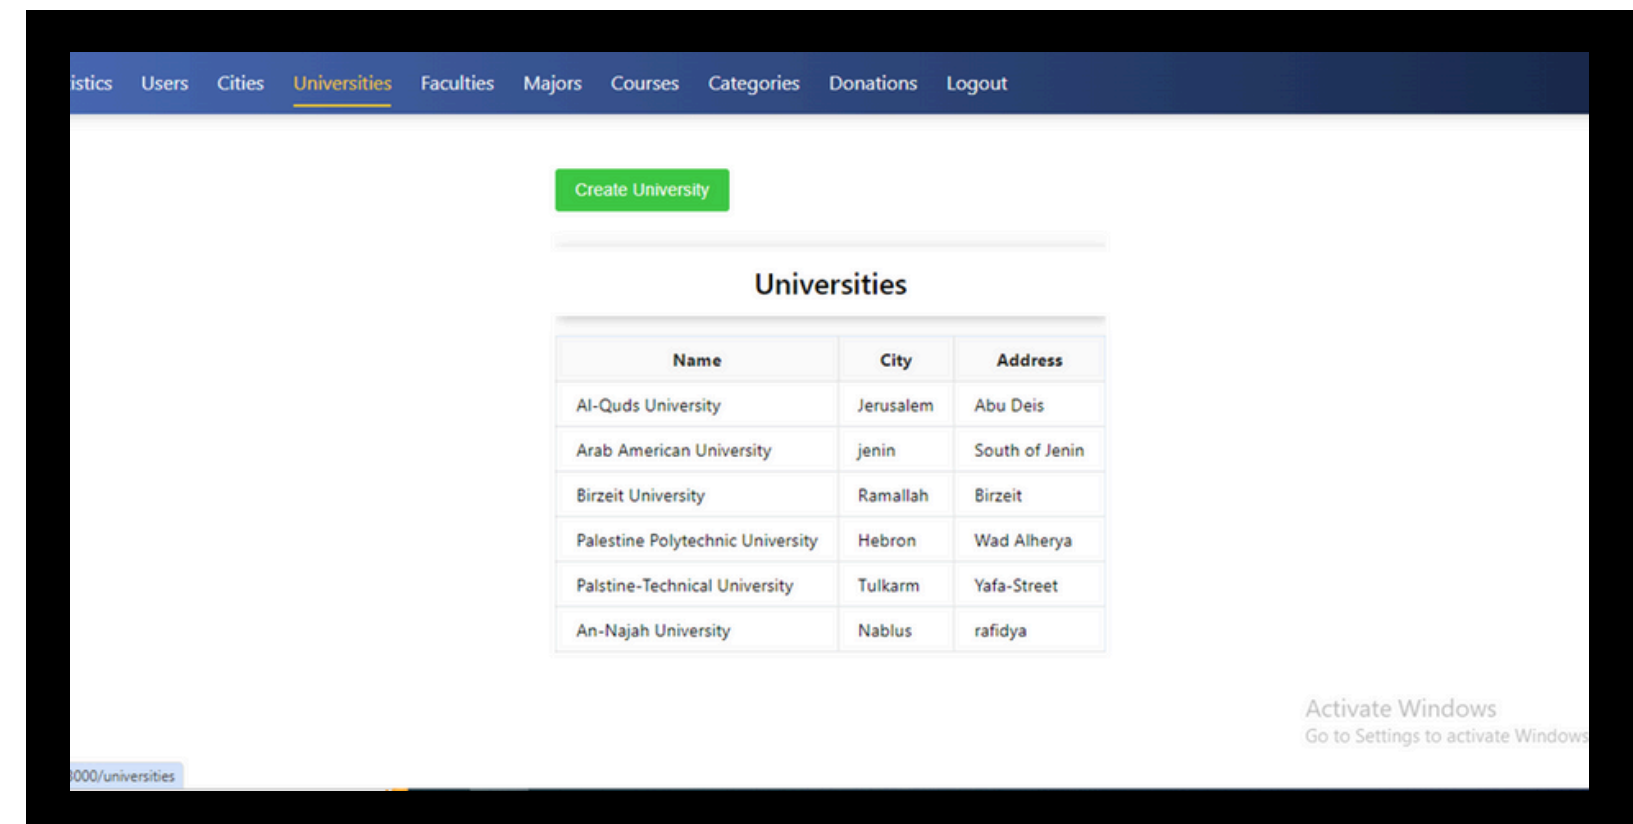 istics Users Cities Universities Faculties Majors Courses Categories Donations Logout
Create University
Universities
Name City Address
Al-Quds University Jerusalem Abu Deis
Arab American University jenin South of Jenin
Birzeit University Ramallah Birzeit
Palestine Polytechnic University Hebron Wad Alherya
Palstine-Technical University Tulkarm Yafa-Street
An-Najah University Nablus rafidya
Activate Windows
Go to Settings to activate Windows
3000/universities